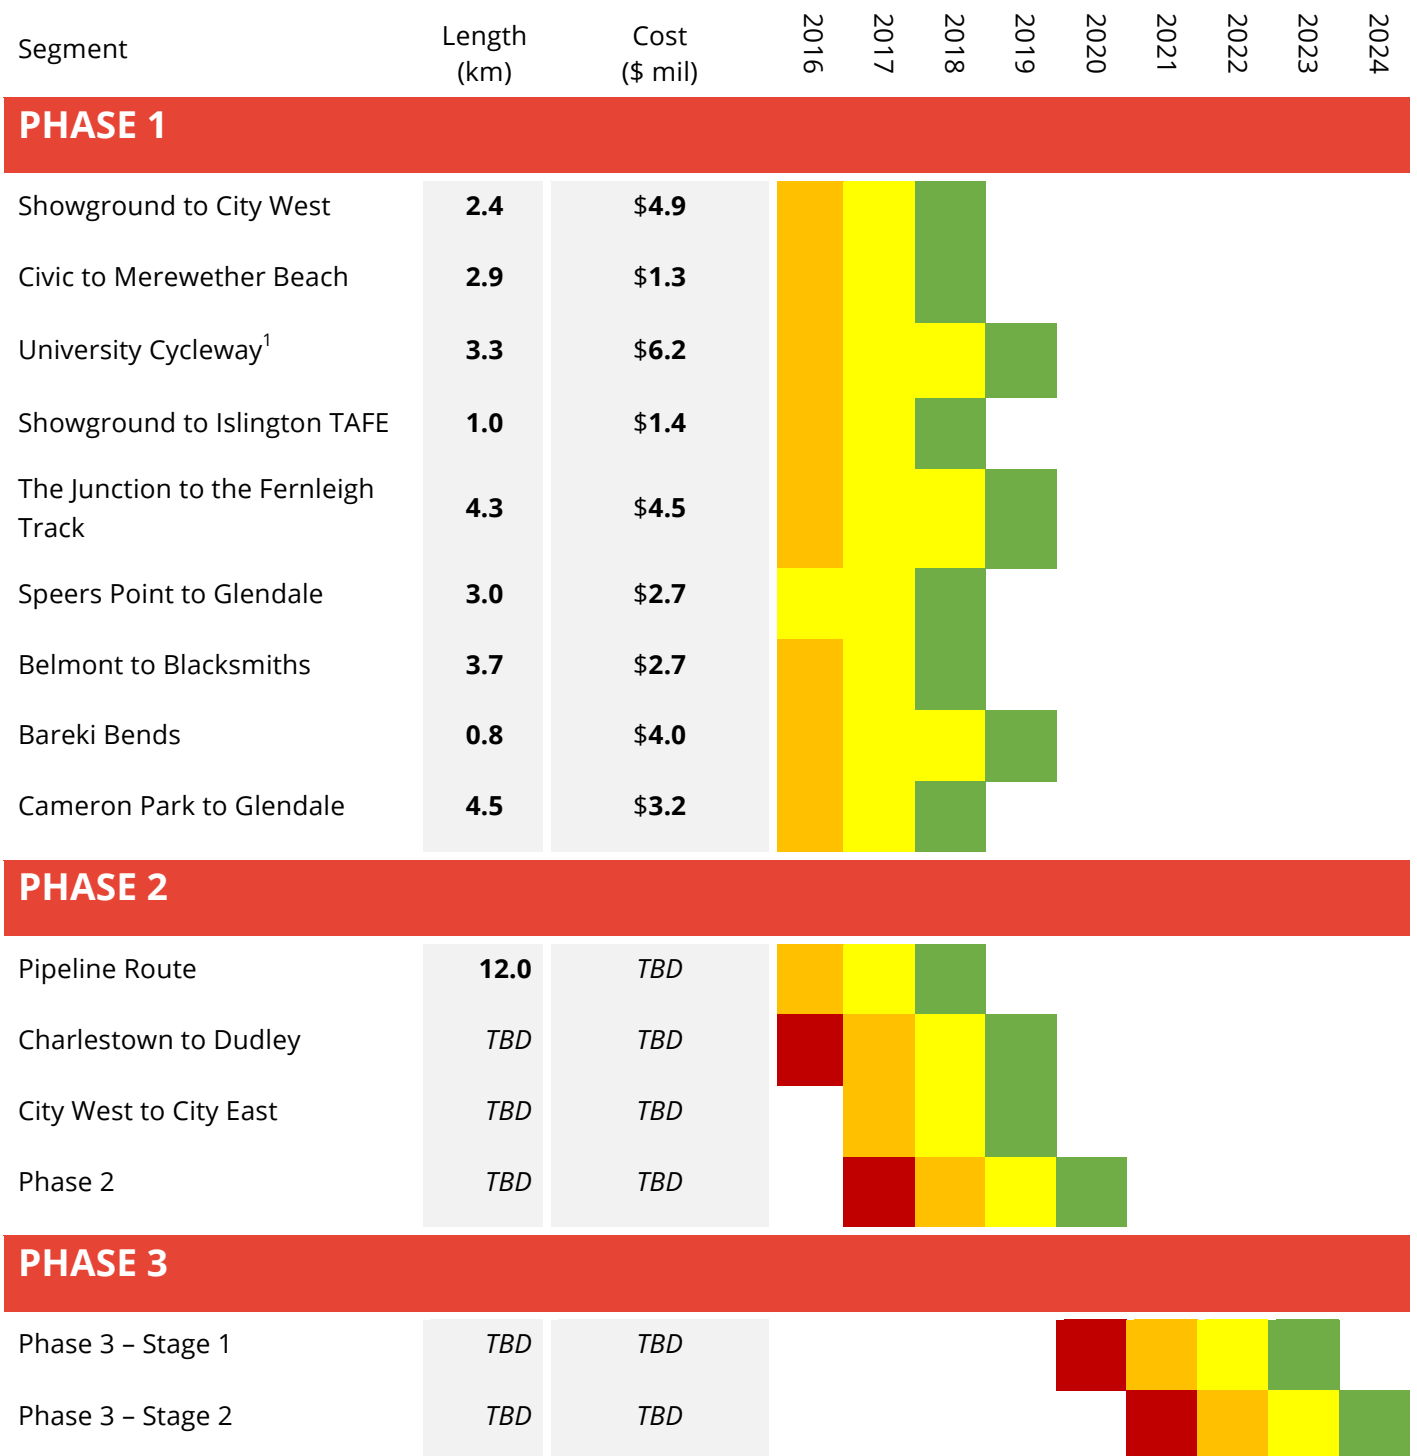 Segment Length (km) Cost ($ mil) 2016 2017 2018 2019 2020 2021 2022 2023 2024
PHASE 1
Showground to City West 2.4 $4.9
Civic to Merewether Beach 2.9 $1.3
University Cycleway1 3.3 $6.2
Showground to Islington TAFE 1.0 $1.4
The Junction to the Fernleigh
Track 4.3 $4.5
Speers Point to Glendale 3.0 $2.7
Belmont to Blacksmiths 3.7 $2.7
Bareki Bends 0.8 $4.0
Cameron Park to Glendale 4.5 $3.2
PHASE 2
Pipeline Route 12.0 TBD
Charlestown to Dudley TBD TBD
City West to City East TBD TBD
Phase 2 TBD TBD
PHASE 3
Phase 3 – Stage 1 TBD TBD
Phase 3 – Stage 2 TBD TBD